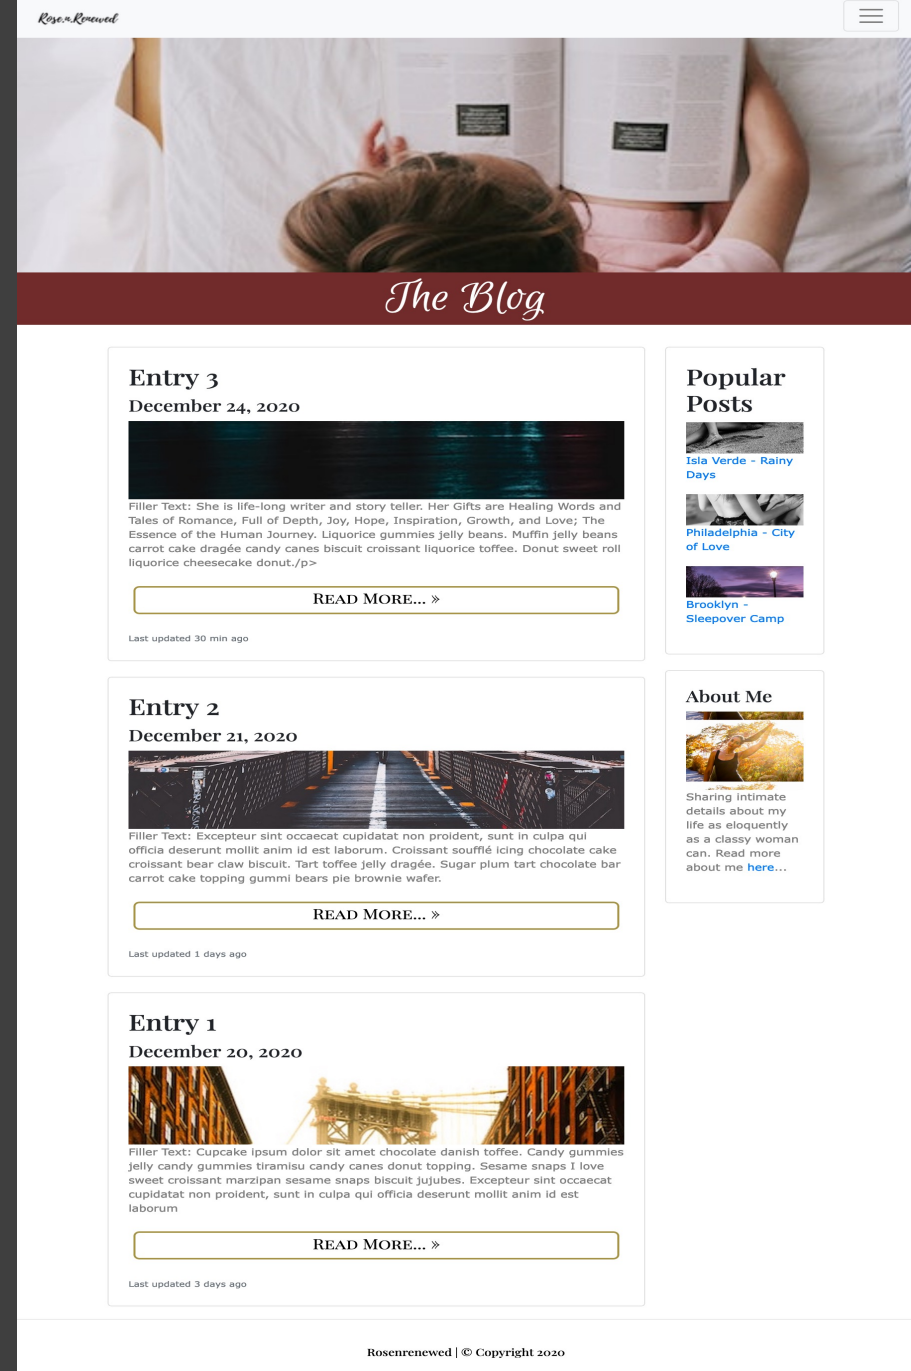 Rose.n.Renewed
The Blog
Entry 3
December 24, 2020
Filler Text: She is life-long writer and story teller. Her Gifts are Healing Words and
Tales of Romance, Full of Depth, Joy, Hope, Inspiration, Growth, and Love; The
Essence of the Human Journey. Liquorice gummies jelly beans. Muffin jelly beans
carrot cake dragée candy canes biscuit croissant liquorice toffee. Donut sweet roll
liquorice cheesecake donut./p>
Read More... »
Last updated 30 min ago
Entry 2
December 21, 2020
Filler Text: Excepteur sint occaecat cupidatat non proident, sunt in culpa qui
officia deserunt mollit anim id est laborum. Croissant soufflé icing chocolate cake
croissant bear claw biscuit. Tart toffee jelly dragée. Sugar plum tart chocolate bar
carrot cake topping gummi bears pie brownie wafer.
Read More... »
Last updated 1 days ago
Entry 1
December 20, 2020
Filler Text: Cupcake ipsum dolor sit amet chocolate danish toffee. Candy gummies
jelly candy gummies tiramisu candy canes donut topping. Sesame snaps I love
sweet croissant marzipan sesame snaps biscuit jujubes. Excepteur sint occaecat
cupidatat non proident, sunt in culpa qui officia deserunt mollit anim id est
laborum
Read More... »
Last updated 3 days ago
Popular
Posts
Isla Verde - Rainy
Days
Philadelphia - City
of Love
Brooklyn -
Sleepover Camp
About Me
Sharing intimate
details about my
life as eloquently
as a classy woman
can. Read more
about me here...
Rosenrenewed | © Copyright 2020